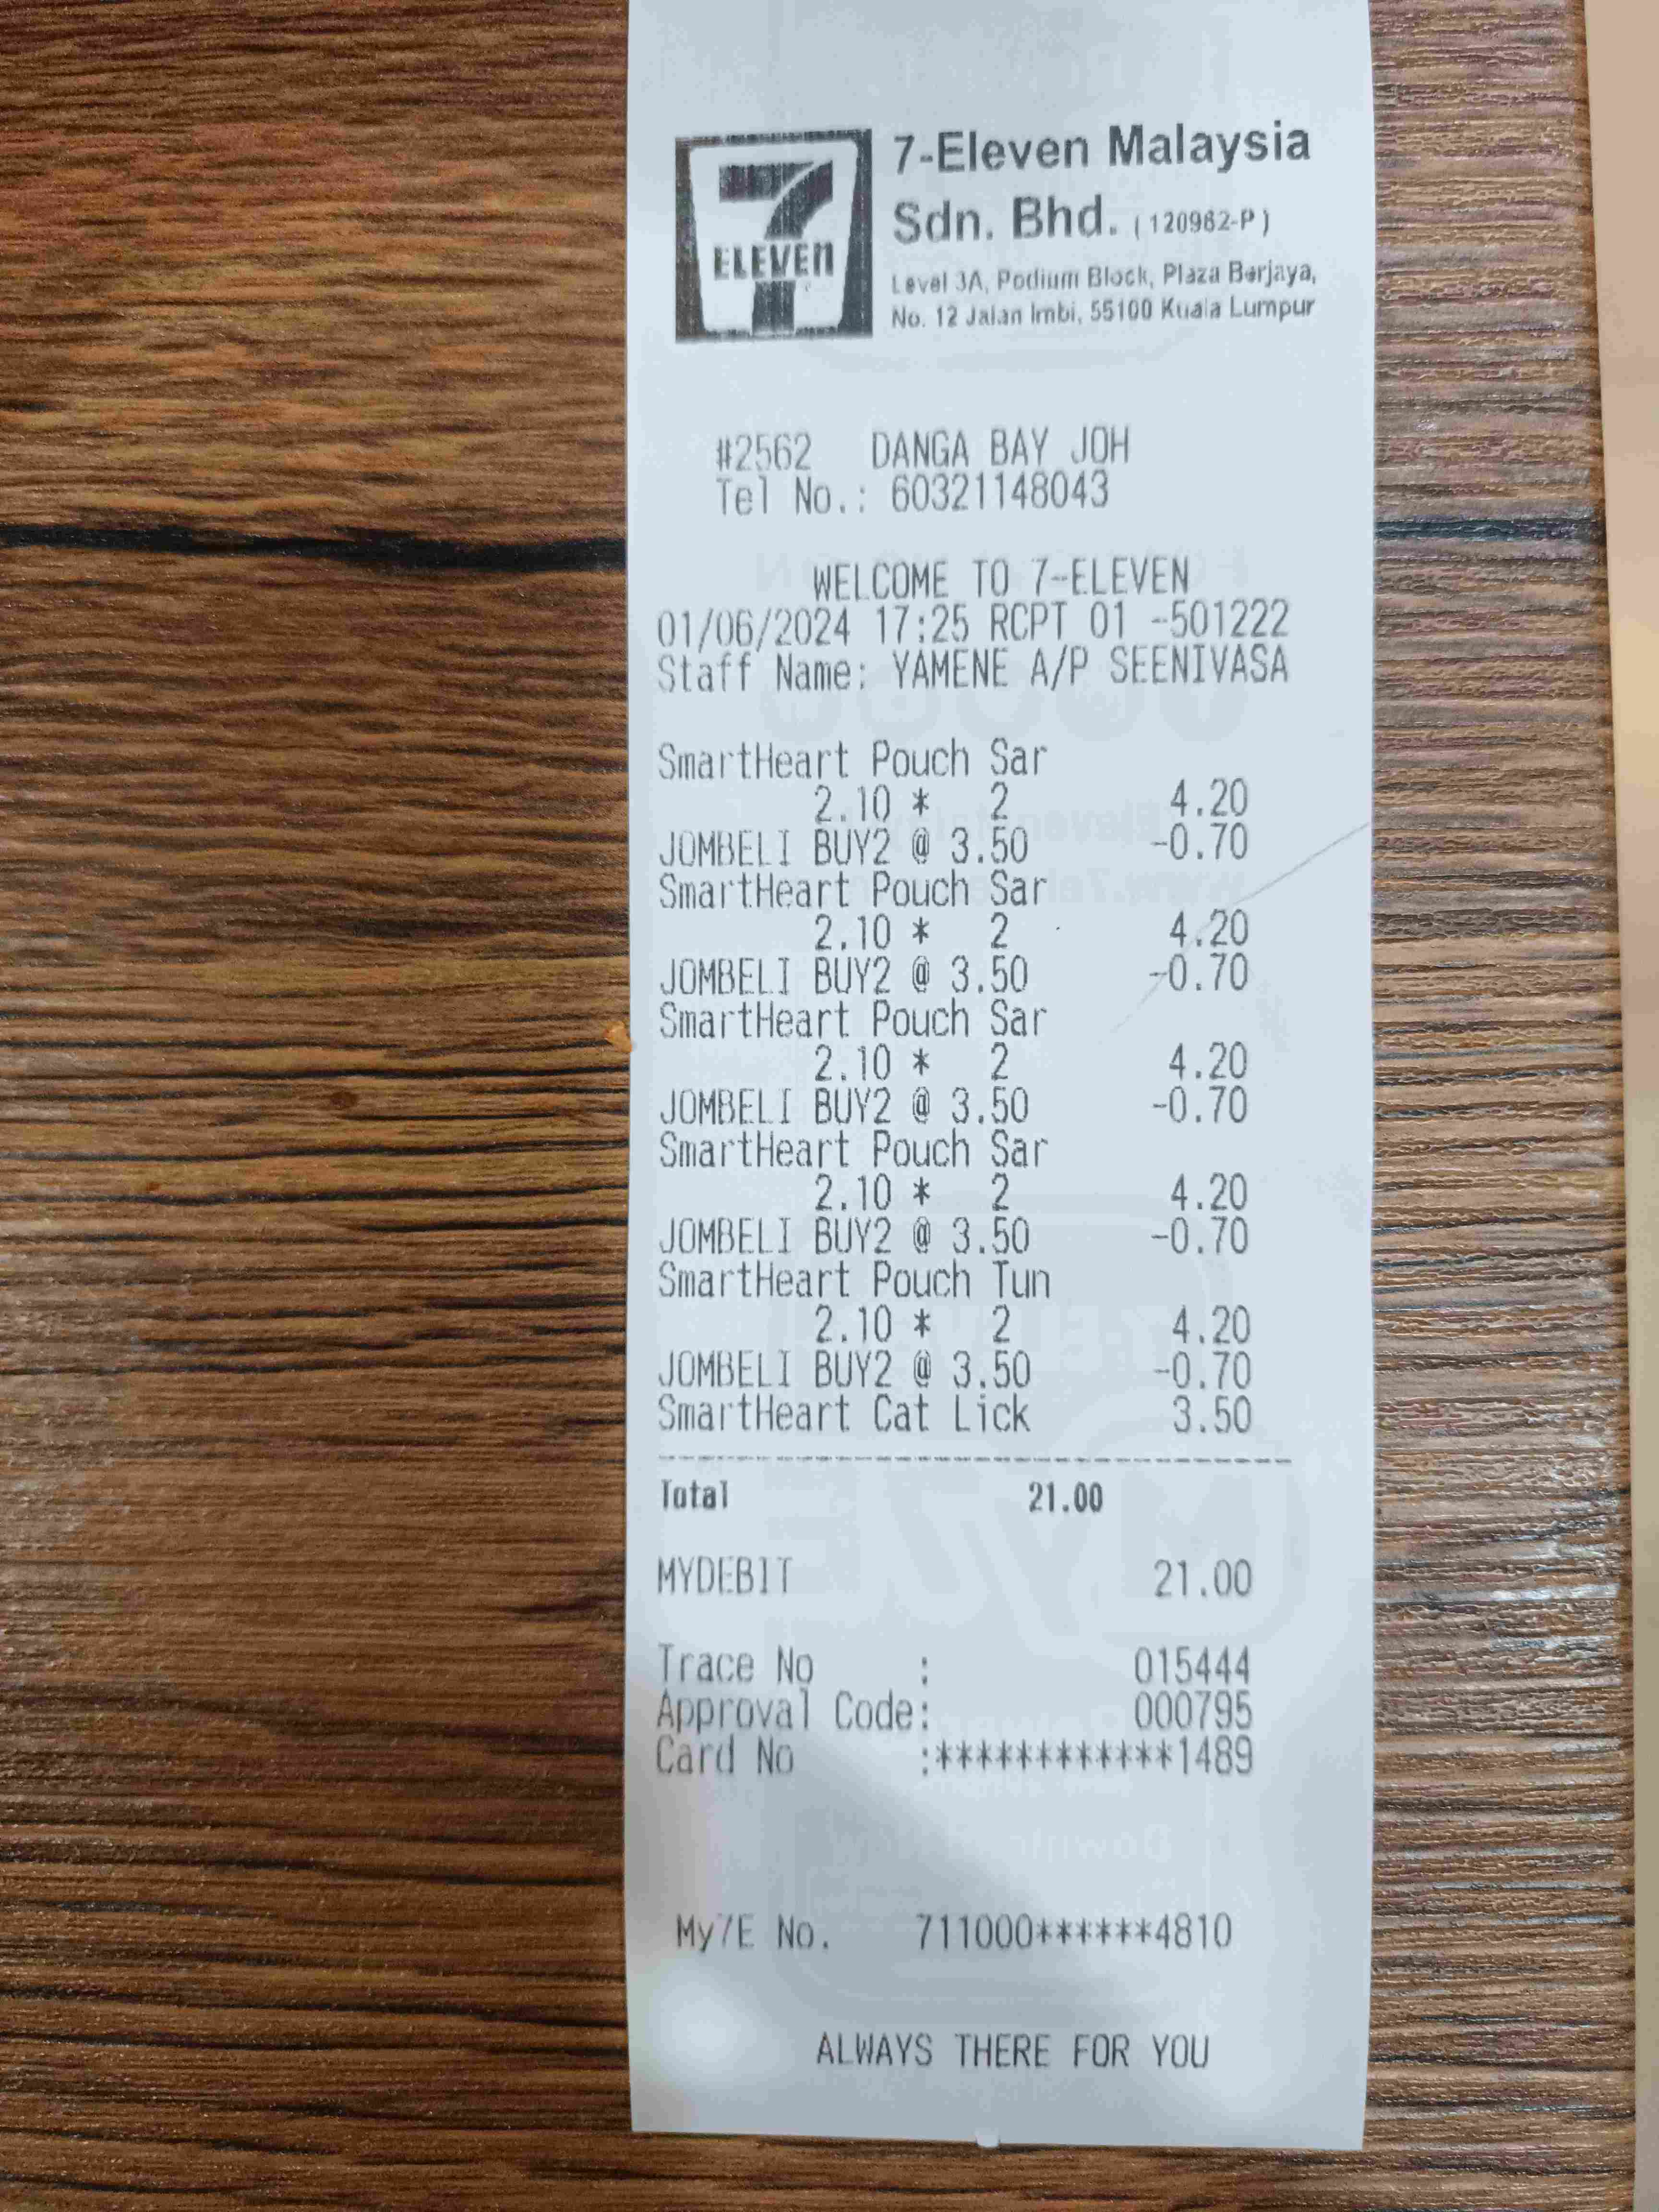 7-Eleven Malaysia
Sdn. Bhd. (120962-P)
Level 3A, Podium Block, Plaza Berjaya,
No. 12 Jalan Imbi, 55100 Kuala Lumpur
7
ELEVEn
#2562 DANGA BAY JOH
Tel No.: 60321148043
WELCOME TO 7-ELEVEN
01/06/2024 17:25 RCPT 01 -501222
Staff Name: YAMENE A/P SEENIVASA
SmartHeart Pouch Sar
2.10 * 2 4.20
JOMBELI BUY2 @ 3.50 -0.70
SmartHeart Pouch Sar
2.10 * 2 4.20
JOMBELI BUY2 @ 3.50 -0.70
SmartHeart Pouch Sar
2.10 * 2 4.20
JOMBELI BUY2 @ 3.50 -0.70
SmartHeart Pouch Sar
2.10 * 2 4.20
JOMBELI BUY2 @ 3.50 -0.70
SmartHeart Pouch Tun
2.10 * 2 4.20
JOMBELI BUY2 @ 3.50 -0.70
SmartHeart Cat Lick 3.50
Total 21.00
MYDEBIT 21.00
Trace No : 015444
Approval Code: 000795
Card No :************1489
My7E No. 711000******4810
ALWAYS THERE FOR YOU